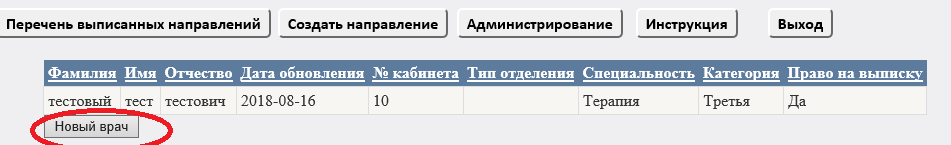 Перечень выписанных направлений Создать направление Администрирование Инструкция Выход
Фамилия Имя Отчество Дата обновления № кабинета Тип отделения Специальность Категория Право на выписку
тестовый тест тестович 2018-08-16 10 Терапия Третья Да
Новый врач